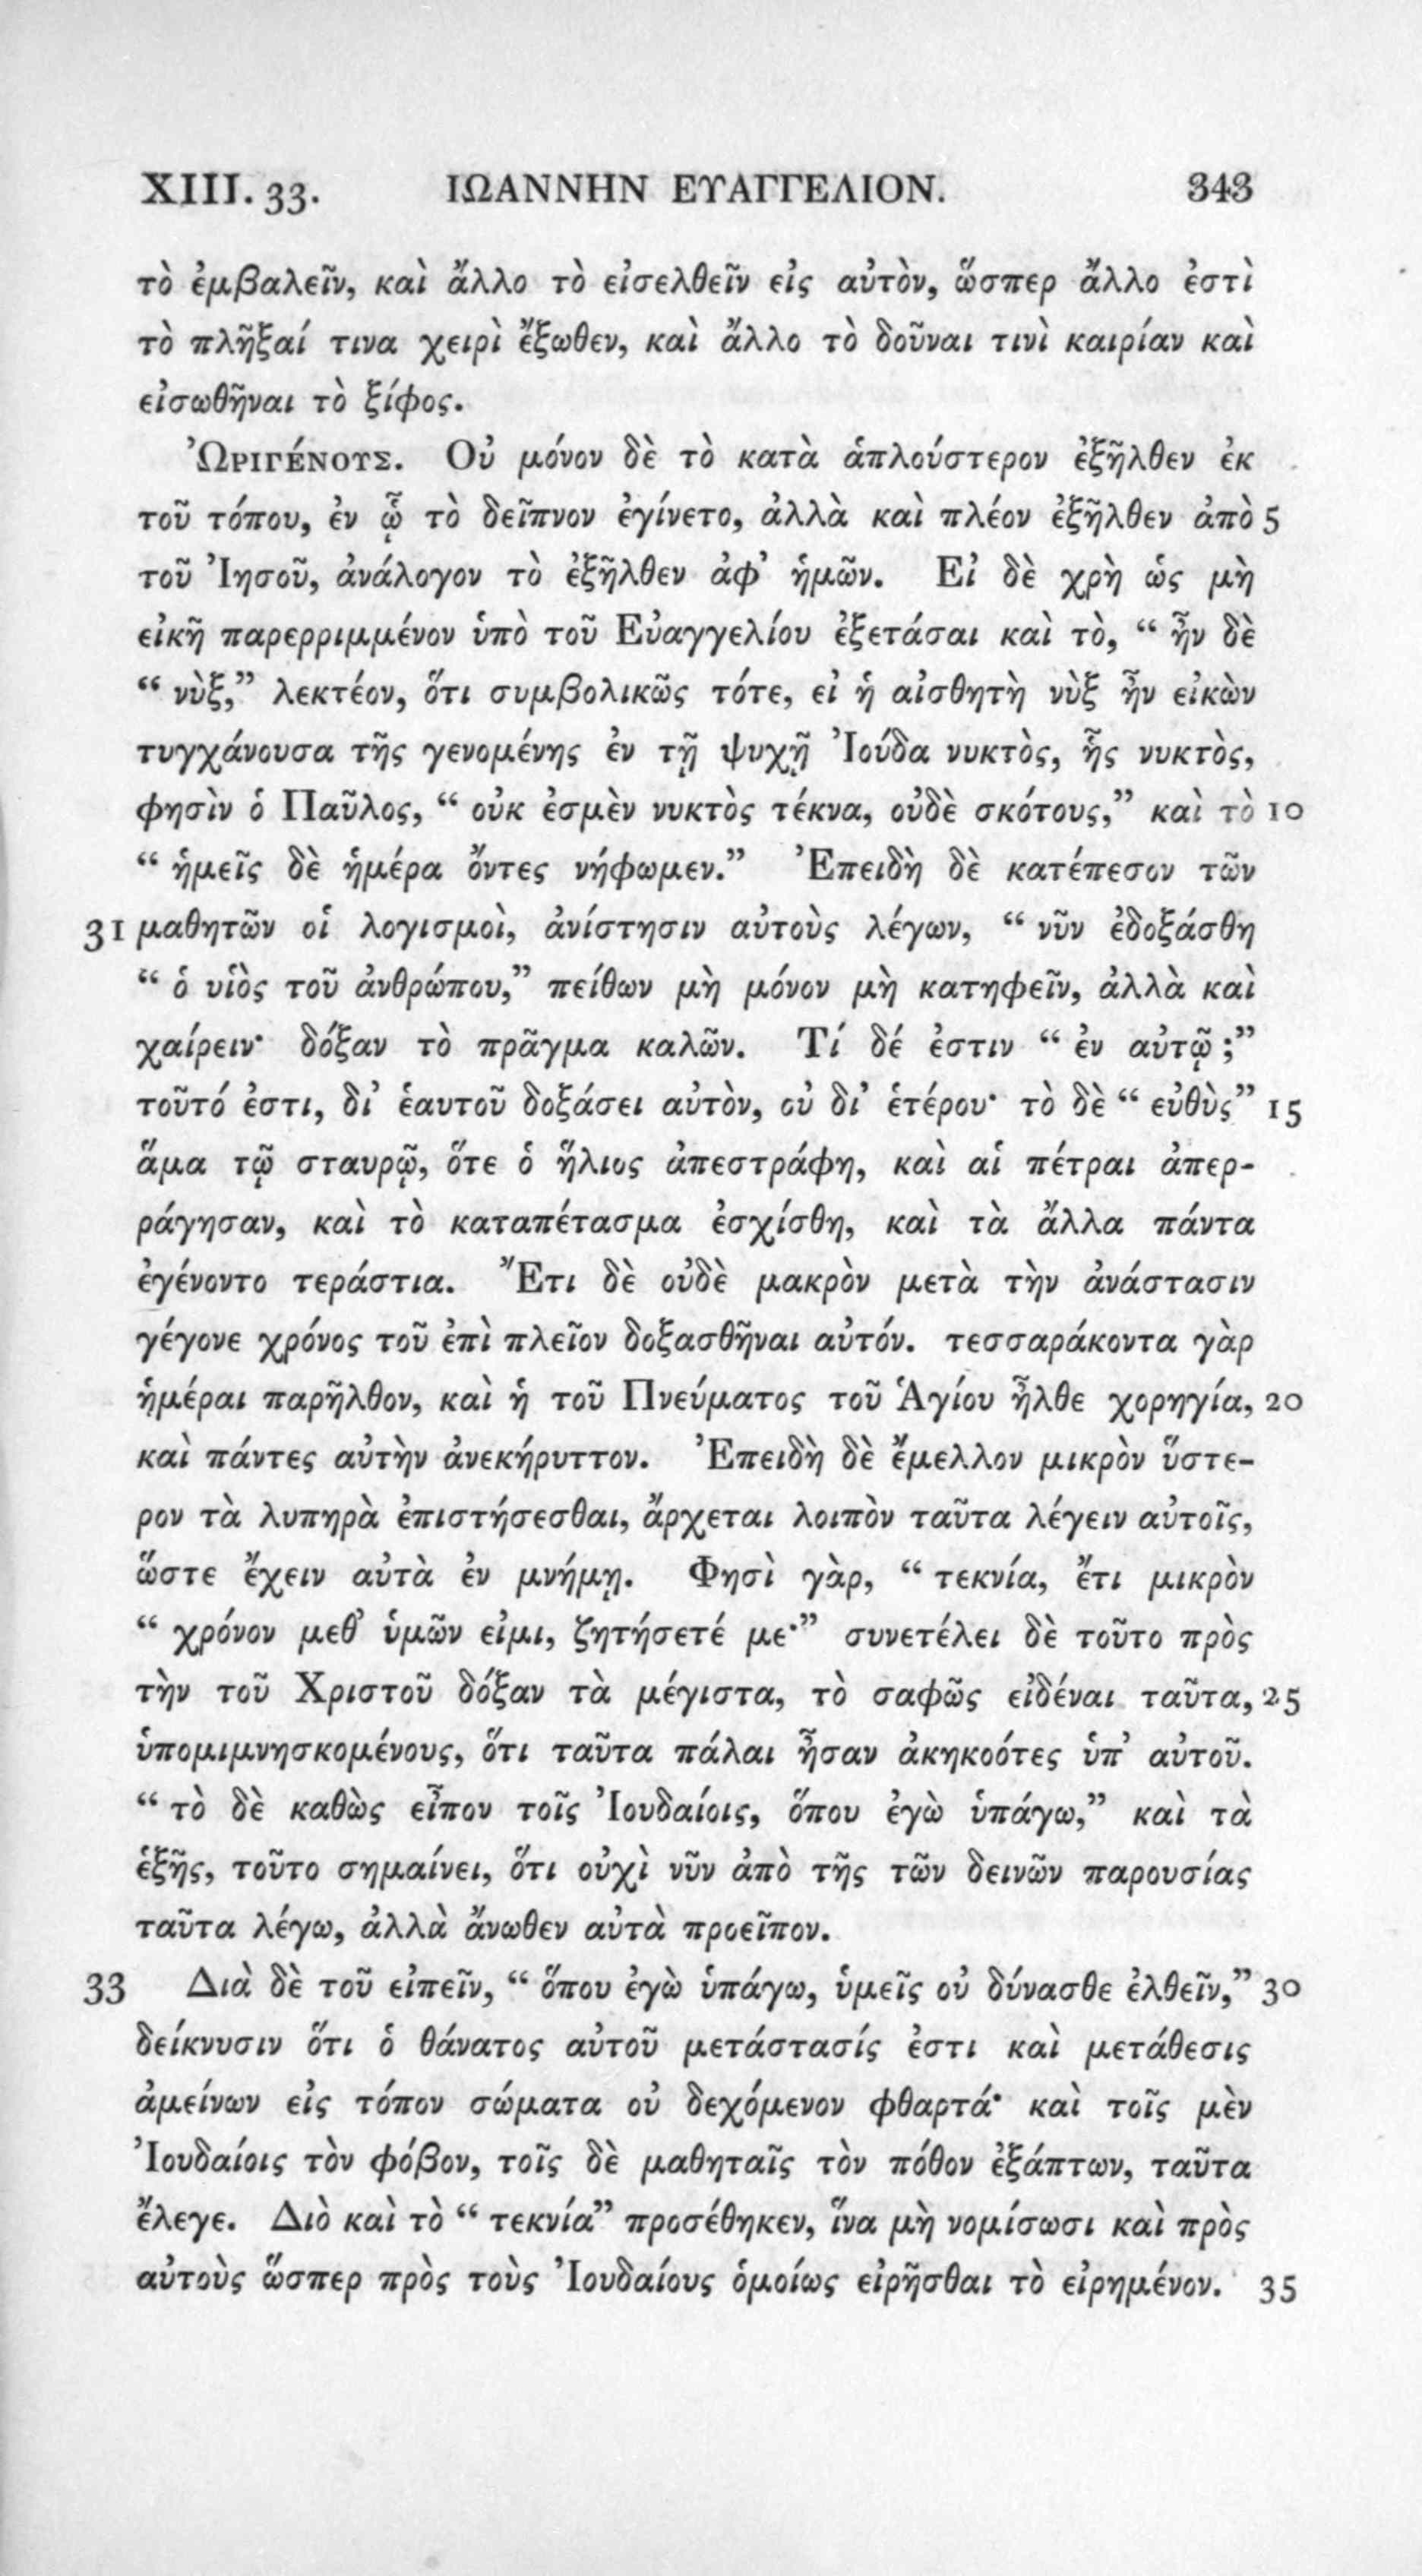 XIII. 33. ΙΩΑΝΝΗΝ ΕΥΑΓΓΕΛΙΟΝ. 343
τὸ ἐμβαλεῖν, καὶ ἄλλο τὸ εἰσελθεῖν εἰς αὐτὸν, ὥσπερ ἄλλο ἐστὶ
τὸ πλῆξαί τινα χειρὶ ἔξωθεν, καὶ ἄλλο τὸ δοῦναι τινὶ καιρίαν καὶ
εἰσωθῆναι τὸ ξίφος.
ὨΡΙΓΈΝΟΥΣ. Οὐ μόνον δὲ τὸ κατὰ ἁπλούστερον ἐξῆλθεν ἐκ
τοῦ τόπου, ἐν ᾧ τὸ δεῖπνον ἐγίνετο, ἀλλὰ καὶ πλέον ἐξῆλθεν ἀπὸ 5
τοῦ Ἰησοῦ, ἀνάλογον τὸ ἐξῆλθεν ἀφ’ ἡμῶν. Εἰ δὲ χρὴ ὡς μὴ
εἰκῆ παρερριμμένον ὑπὸ τοῦ Εὐαγγελίου ἐξετάσαι καὶ τὸ, “ ἦν δὲ
“ νὺξ,” λεκτέον, ὅτι συμβολικῶς τότε, εἰ ἡ αἰσθητὴ νὺξ ἦν εἰκὼν
τυγχάνουσα τῆς γενομένης ἐν τῇ ψυχῇ Ἰούδα νυκτὸς, ἧς νυκτὸς,
φησὶν ὁ Παῦλος, “ οὐκ ἐσμὲν νυκτὸς τέκνα, οὐδὲ σκότους,” καὶ τὸ 10
“ ἡμεῖς δὲ ἡμέρα ὄντες νήφωμεν.” Ἐπειδὴ δὲ κατέπεσον τῶν
31 μαθητῶν οἱ λογισμοὶ, ἀνίστησιν αὐτοὺς λέγων, “ νῦν ἐδοξάσθη
“ ὁ υἱὸς τοῦ ἀνθρώπου,” πείθων μὴ μόνον μὴ κατηφεῖν, ἀλλὰ καὶ
χαίρειν· δόξαν τὸ πρᾶγμα καλῶν. Τί δέ ἐστιν “ ἐν αὐτῷ ;”
τοῦτό ἐστι, δι’ ἑαυτοῦ δοξάσει αὐτὸν, οὐ δι’ ἑτέρου· τὸ δὲ “ εὐθὺς” 15
ἅμα τῷ σταυρῷ, ὅτε ὁ ἥλιος ἀπεστράφη, καὶ αἱ πέτραι ἀπερ-
ράγησαν, καὶ τὸ καταπέτασμα ἐσχίσθη, καὶ τὰ ἄλλα πάντα
ἐγένοντο τεράστια. Ἔτι δὲ οὐδὲ μακρὸν μετὰ τὴν ἀνάστασιν
γέγονε χρόνος τοῦ ἐπὶ πλεῖον δοξασθῆναι αὐτόν. τεσσαράκοντα γὰρ
ἡμέραι παρῆλθον, καὶ ἡ τοῦ Πνεύματος τοῦ Ἁγίου ἦλθε χορηγία, 20
καὶ πάντες αὐτὴν ἀνεκήρυττον. Ἐπειδὴ δὲ ἔμελλον μικρὸν ὕστε-
ρον τὰ λυπηρὰ ἐπιστήσεσθαι, ἄρχεται λοιπὸν ταῦτα λέγειν αὐτοῖς,
ὥστε ἔχειν αὐτὰ ἐν μνήμῃ. Φησὶ γὰρ, “ τεκνία, ἔτι μικρὸν
“ χρόνον μεθ’ ὑμῶν εἰμι, ζητήσετέ με·” συνετέλει δὲ τοῦτο πρὸς
τὴν τοῦ Χριστοῦ δόξαν τὰ μέγιστα, τὸ σαφῶς εἰδέναι ταῦτα, 25
ὑπομιμνησκομένους, ὅτι ταῦτα πάλαι ἦσαν ἀκηκοότες ὑπ’ αὐτοῦ.
“ τὸ δὲ καθὼς εἶπον τοῖς Ἰουδαίοις, ὅπου ἐγὼ ὑπάγω,” καὶ τὰ
ἑξῆς, τοῦτο σημαίνει, ὅτι οὐχὶ νῦν ἀπὸ τῆς τῶν δεινῶν παρουσίας
ταῦτα λέγω, ἀλλὰ ἄνωθεν αὐτὰ προεῖπον.
33 Διὰ δὲ τοῦ εἰπεῖν, “ ὅπου ἐγὼ ὑπάγω, ὑμεῖς οὐ δύνασθε ἐλθεῖν,” 30
δείκνυσιν ὅτι ὁ θάνατος αὐτοῦ μετάστασίς ἐστι καὶ μετάθεσις
ἀμείνων εἰς τόπον σώματα οὐ δεχόμενον φθαρτά· καὶ τοῖς μὲν
Ἰουδαίοις τὸν φόβον, τοῖς δὲ μαθηταῖς τὸν πόθον ἐξάπτων, ταῦτα
ἔλεγε. Διὸ καὶ τὸ “ τεκνία” προσέθηκεν, ἵνα μὴ νομίσωσι καὶ πρὸς
αὐτοὺς ὥσπερ πρὸς τοὺς Ἰουδαίους ὁμοίως εἰρῆσθαι τὸ εἰρημένον. 35